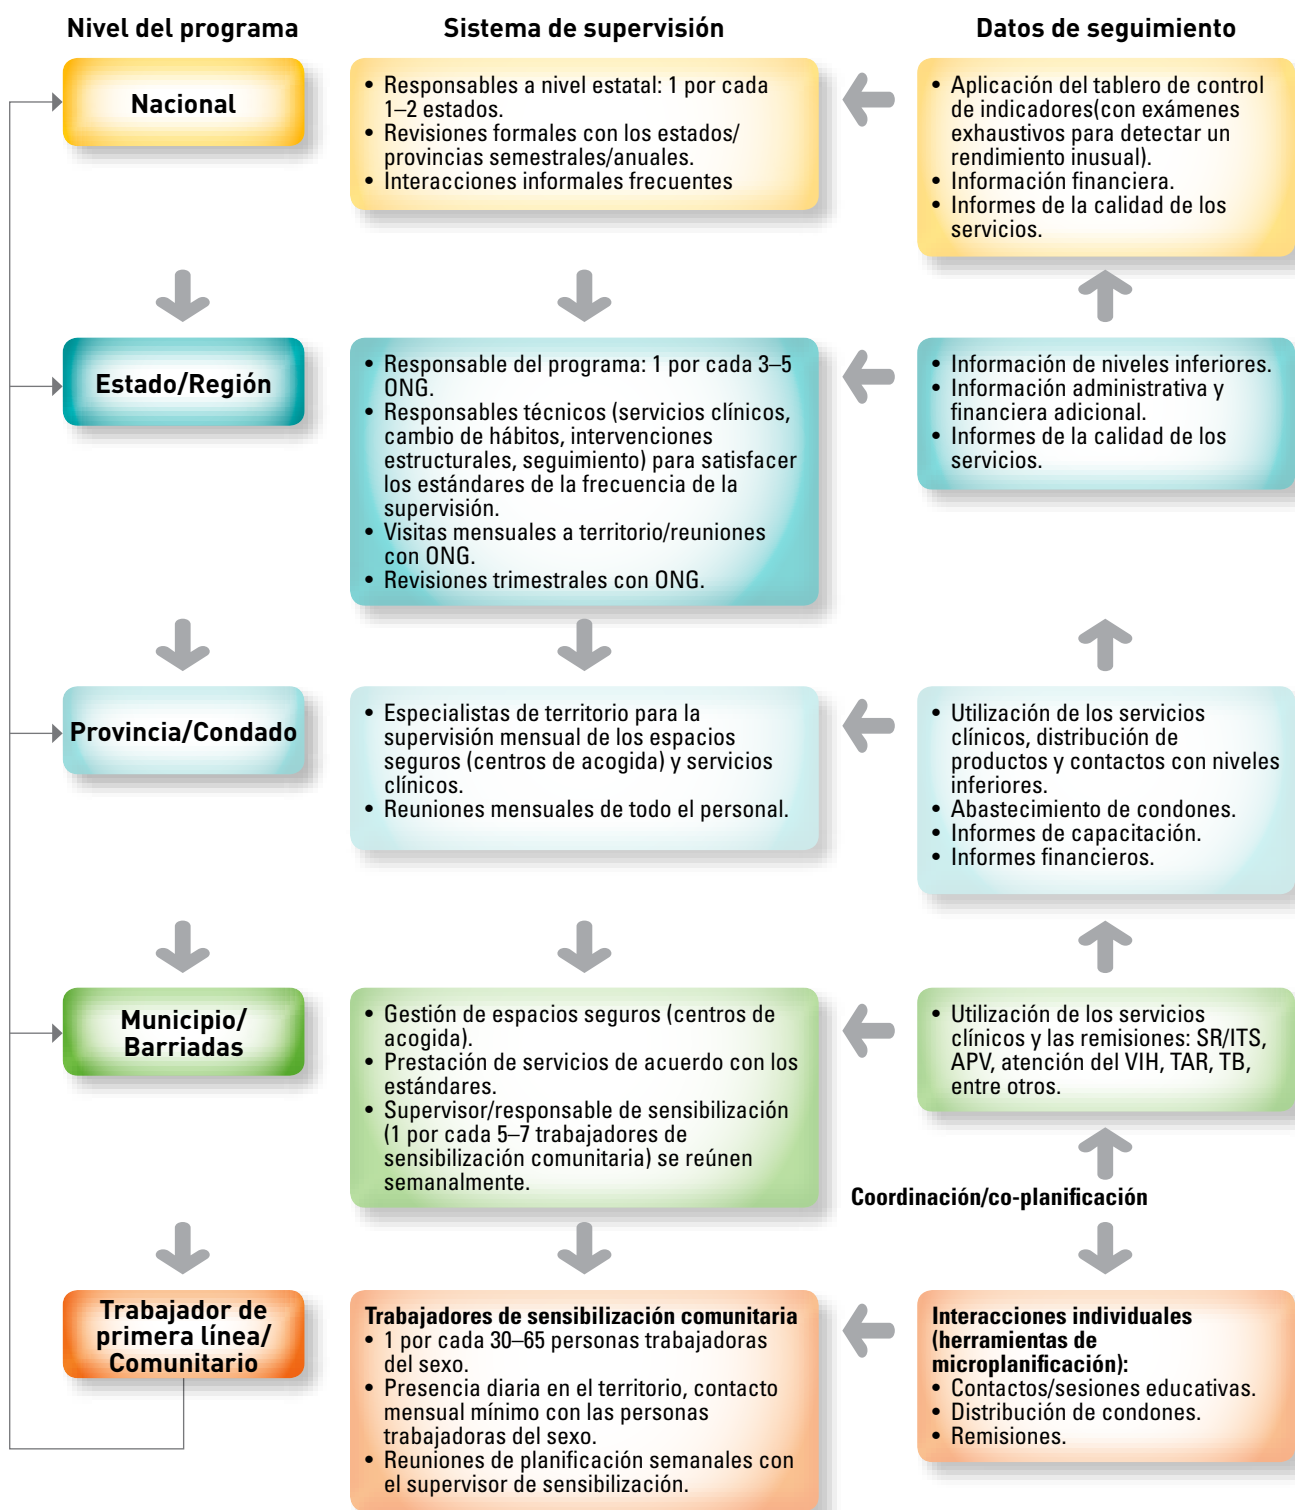 Nivel del programa
Sistema de supervisión
Datos de seguimiento
Nacional
• Responsables a nivel estatal: 1 por cada
1–2 estados.
• Revisiones formales con los estados/
provincias semestrales/anuales.
• Interacciones informales frecuentes
• Aplicación del tablero de control
de indicadores(con exámenes
exhaustivos para detectar un
rendimiento inusual).
• Información financiera.
• Informes de la calidad de los
servicios.
Estado/Región
• Responsable del programa: 1 por cada 3–5
ONG.
• Responsables técnicos (servicios clínicos,
cambio de hábitos, intervenciones
estructurales, seguimiento) para satisfacer
los estándares de la frecuencia de la
supervisión.
• Visitas mensuales a territorio/reuniones
con ONG.
• Revisiones trimestrales con ONG.
• Información de niveles inferiores.
• Información administrativa y
financiera adicional.
• Informes de la calidad de los
servicios.
Provincia/Condado
• Especialistas de territorio para la
supervisión mensual de los espacios
seguros (centros de acogida) y servicios
clínicos.
• Reuniones mensuales de todo el personal.
• Utilización de los servicios
clínicos, distribución de
productos y contactos con niveles
inferiores.
• Abastecimiento de condones.
• Informes de capacitación.
• Informes financieros.
Municipio/
Barriadas
• Gestión de espacios seguros (centros de
acogida).
• Prestación de servicios de acuerdo con los
estándares.
• Supervisor/responsable de sensibilización
(1 por cada 5–7 trabajadores de
sensibilización comunitaria) se reúnen
semanalmente.
• Utilización de los servicios
clínicos y las remisiones: SR/ITS,
APV, atención del VIH, TAR, TB,
entre otros.
Coordinación/co-planificación
Trabajador de
primera línea/
Comunitario
Trabajadores de sensibilización comunitaria
• 1 por cada 30–65 personas trabajadoras
del sexo.
• Presencia diaria en el territorio, contacto
mensual mínimo con las personas
trabajadoras del sexo.
• Reuniones de planificación semanales con
el supervisor de sensibilización.
Interacciones individuales
(herramientas de
microplanificación):
• Contactos/sesiones educativas.
• Distribución de condones.
• Remisiones.